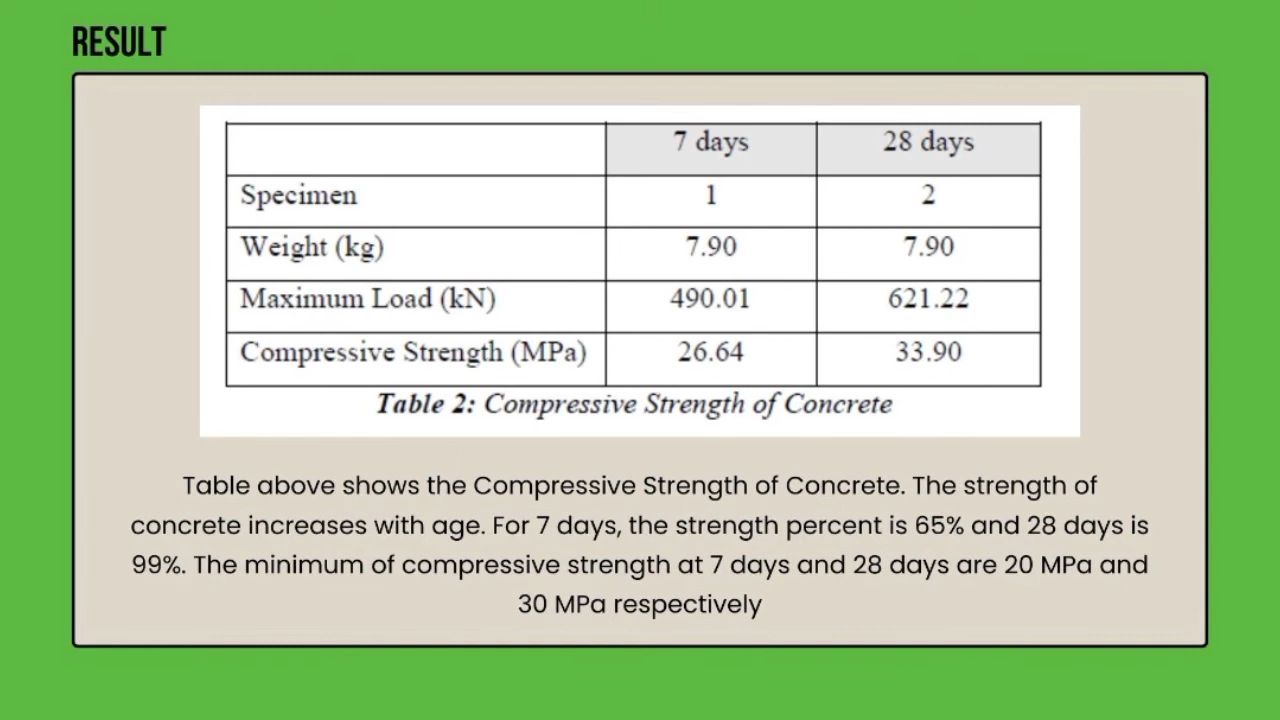 RESULT
7 days 28 days
Specimen 1 2
Weight (kg) 7.90 7.90
Maximum Load (kN) 490.01 621.22
Compressive Strength (MPa) 26.64 33.90
Table 2: Compressive Strength of Concrete
Table above shows the Compressive Strength of Concrete. The strength of
concrete increases with age. For 7 days, the strength percent is 65% and 28 days is
99%. The minimum of compressive strength at 7 days and 28 days are 20 MPa and
30 MPa respectively